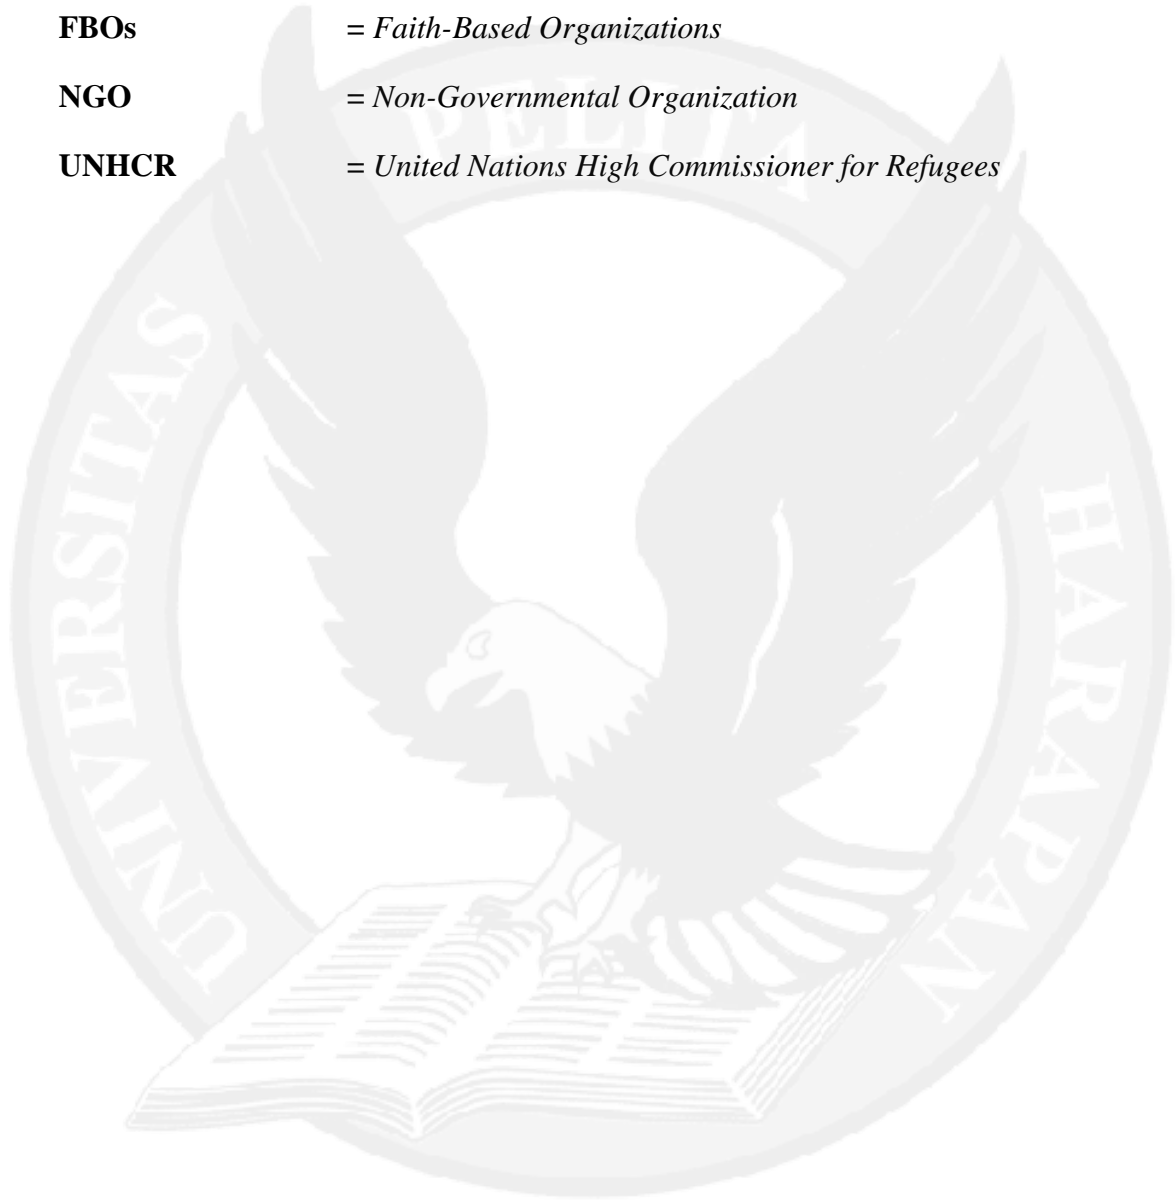 FBOs = Faith-Based Organizations
NGO = Non-Governmental Organization
UNHCR = United Nations High Commissioner for Refugees
UNIVERSITAS PELITA HARAPAN